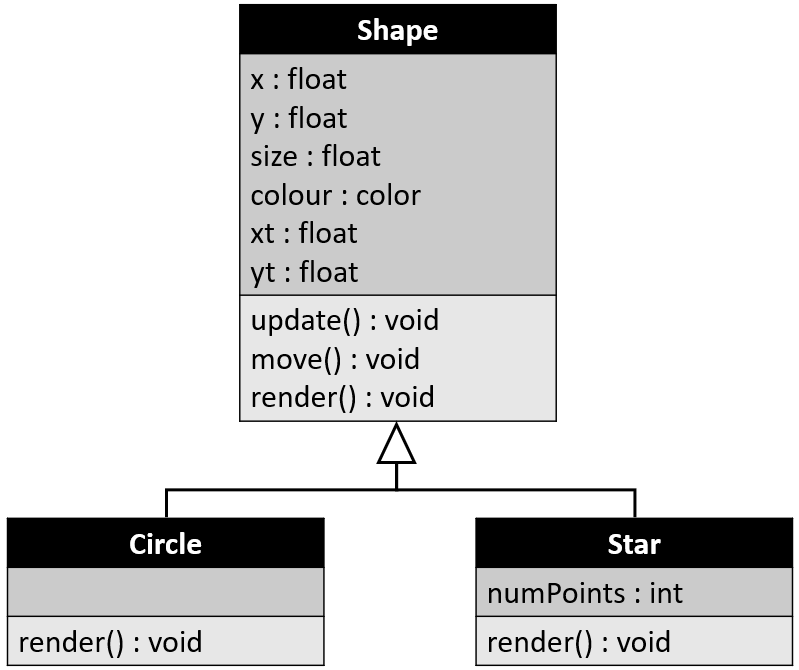 Shape
x : float
y : float
size : float
colour : color
xt : float
yt : float
update() : void
move() : void
render() : void
Circle
render() : void
Star
numPoints : int
render() : void